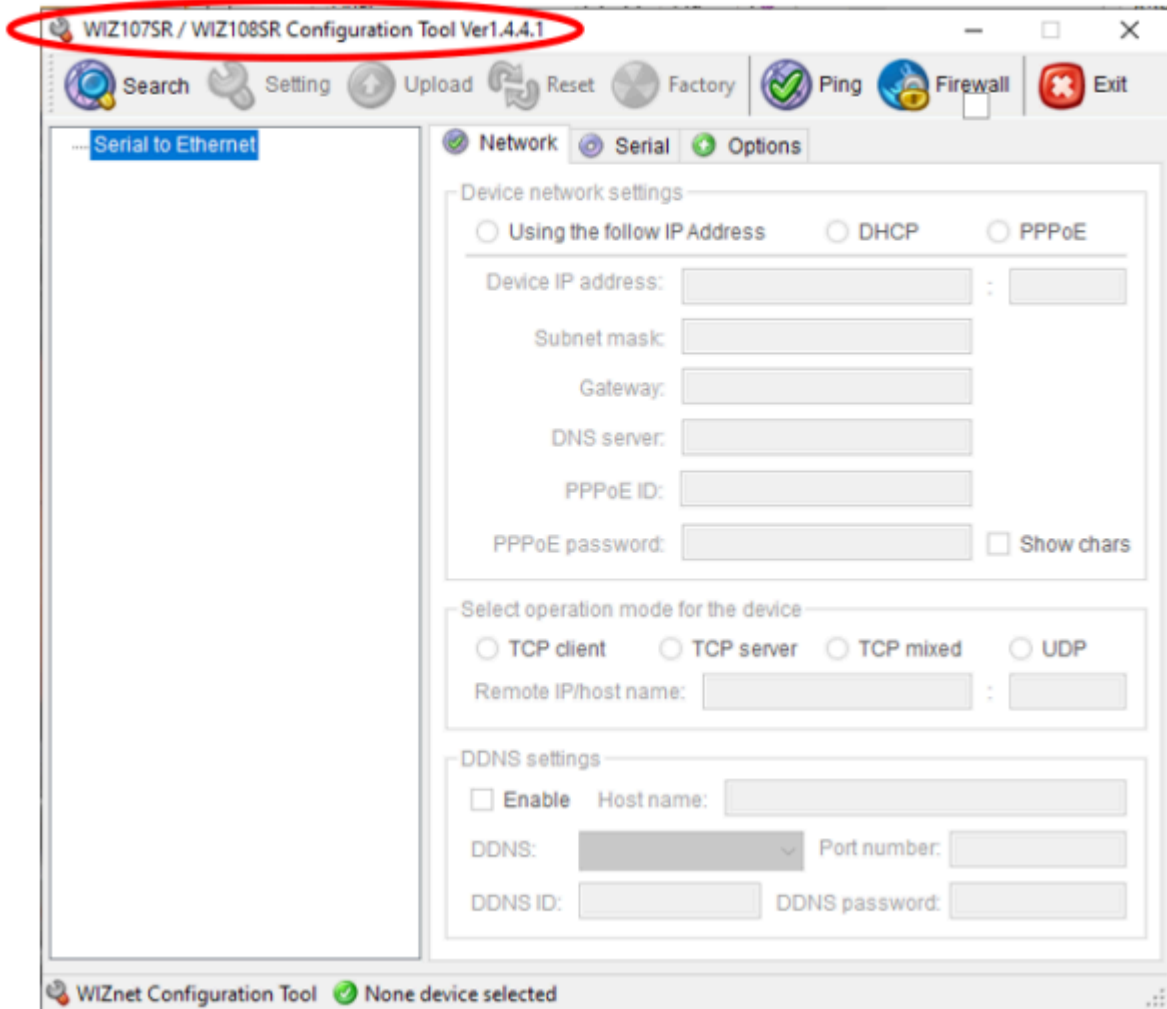 WIZ107SR / WIZ108SR Configuration Tool Ver1.4.4.1
Search Setting Upload Reset Factory Ping Firewall Exit
Serial to Ethernet
Network Serial Options
Device network settings
Using the follow IP Address DHCP PPPoE
Device IP address: :
Subnet mask:
Gateway:
DNS server:
PPPoE ID:
PPPoE password: Show chars
Select operation mode for the device
TCP client TCP server TCP mixed UDP
Remote IP/host name: :
DDNS settings
Enable Host name:
DDNS: Port number:
DDNS ID: DDNS password:
WIZnet Configuration Tool None device selected